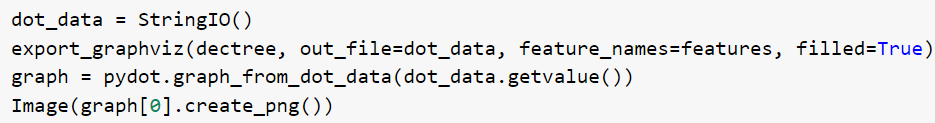 dot_data = StringIO()
export_graphviz(dectree, out_file=dot_data, feature_names=features, filled=True)
graph = pydot.graph_from_dot_data(dot_data.getvalue())
Image(graph[0].create_png())